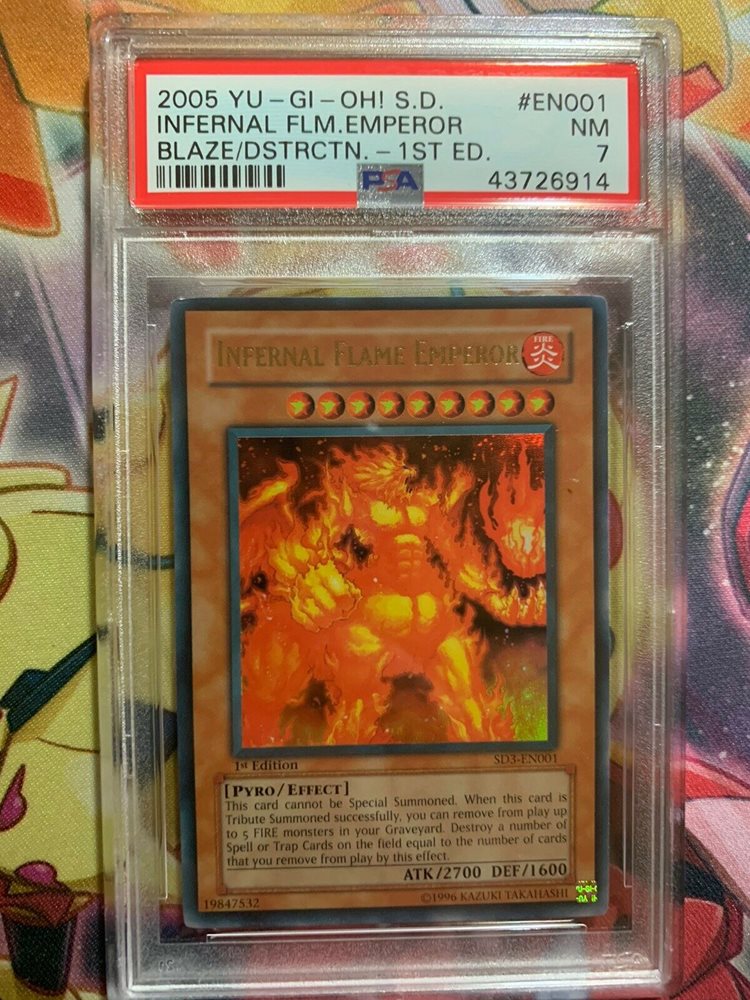 2005 YU-GI-OH! S.D. #EN001
INFERNAL FLM.EMPEROR NM
BLAZE/DSTRCTN.-1ST ED. 7
PSA 43726914
INFERNAL FLAME EMPEROR
FIRE
炎
1st Edition SD3-EN001
[PYRO/EFFECT]
This card cannot be Special Summoned. When this card is
Tribute Summoned successfully, you can remove from play up
to 5 FIRE monsters in your Graveyard. Destroy a number of
Spell or Trap Cards on the field equal to the number of cards
that you remove from play by this effect.
ATK/2700 DEF/1600
19847532 ©1996 KAZUKI TAKAHASHI